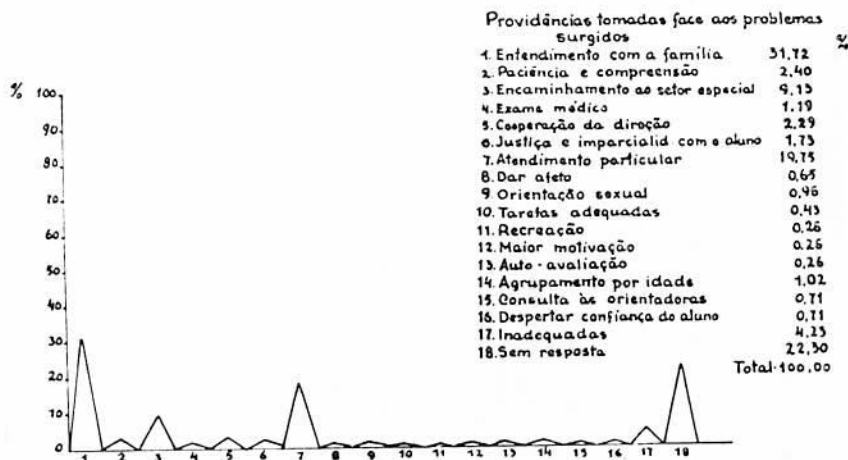 Providências tomadas face aos problemas
surgidos %
1. Entendimento com a família 31,72
2. Paciência e compreensão 2.40
3. Encaminhamento ao setor especial 9,13
4. Exame médico 1.19
5. Cooperação da direção 2,29
6. Justiça e imparcialid com o aluno 1,73
7. Atendimento particular 19,75
8. Dar afeto 0,65
9. Orientação sexual 0,96
10. Tarefas adequadas 0,43
11. Recreação 0,26
12. Maior motivação 0,26
13. Auto-avaliação 0,26
14. Agrupamento por idade 1,02
15. Consulta às orientadoras 0,71
16. Despertar confiança do aluno 0,71
17. Inadequadas 4,23
18. Sem resposta 22,30
Total-100,00
%
100
90
80
70
60
50
40
30
20
10
0
1 2 3 4 5 6 7 8 9 10 11 12 13 14 15 16 17 18